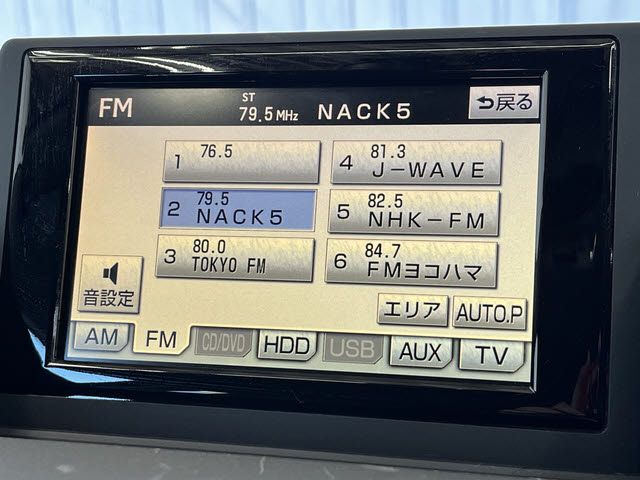 FM
ST
79.5MHz NACK5
戻る
1 76.5
4 81.3
J-WAVE
2 79.5
NACK5
5 82.5
NHK-FM
3 80.0
TOKYO FM
6 84.7
FMヨコハマ
音設定
エリア AUTO.P
AM FM CD/DVD HDD USB AUX TV